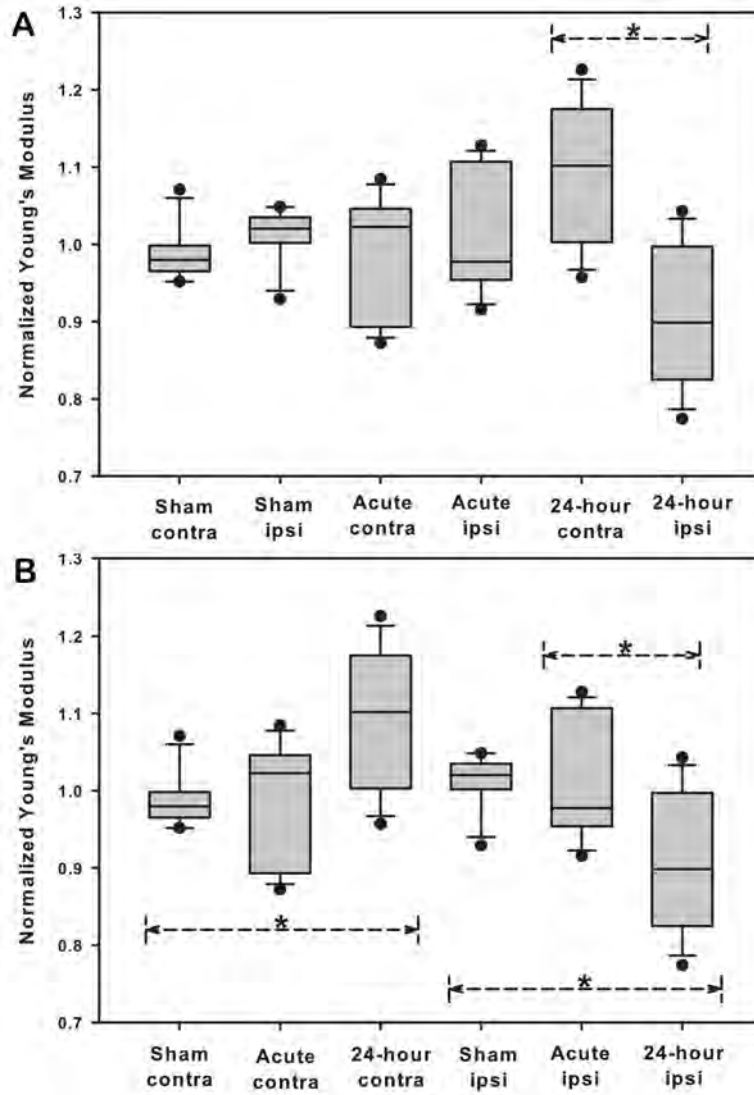 A
Normalized Young's Modulus
1.3
1.2
1.1
1.0
0.9
0.8
0.7
*
Sham contra
Sham ipsi
Acute contra
Acute ipsi
24-hour contra
24-hour ipsi
B
Normalized Young's Modulus
1.3
1.2
1.1
1.0
0.9
0.8
0.7
*
*
*
Sham contra
Acute contra
24-hour contra
Sham ipsi
Acute ipsi
24-hour ipsi